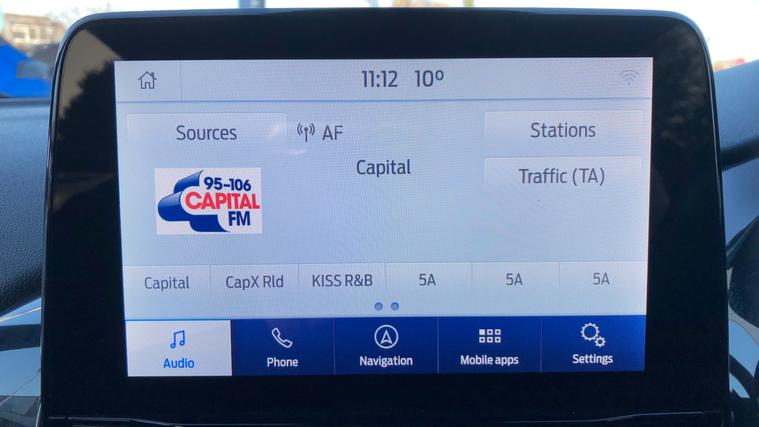 11:12 10º
Sources AF Stations
Capital
Traffic (TA)
95-106
CAPITAL
FM
Capital CapX Rld KISS R&B 5A 5A 5A
Audio Phone Navigation Mobile apps Settings